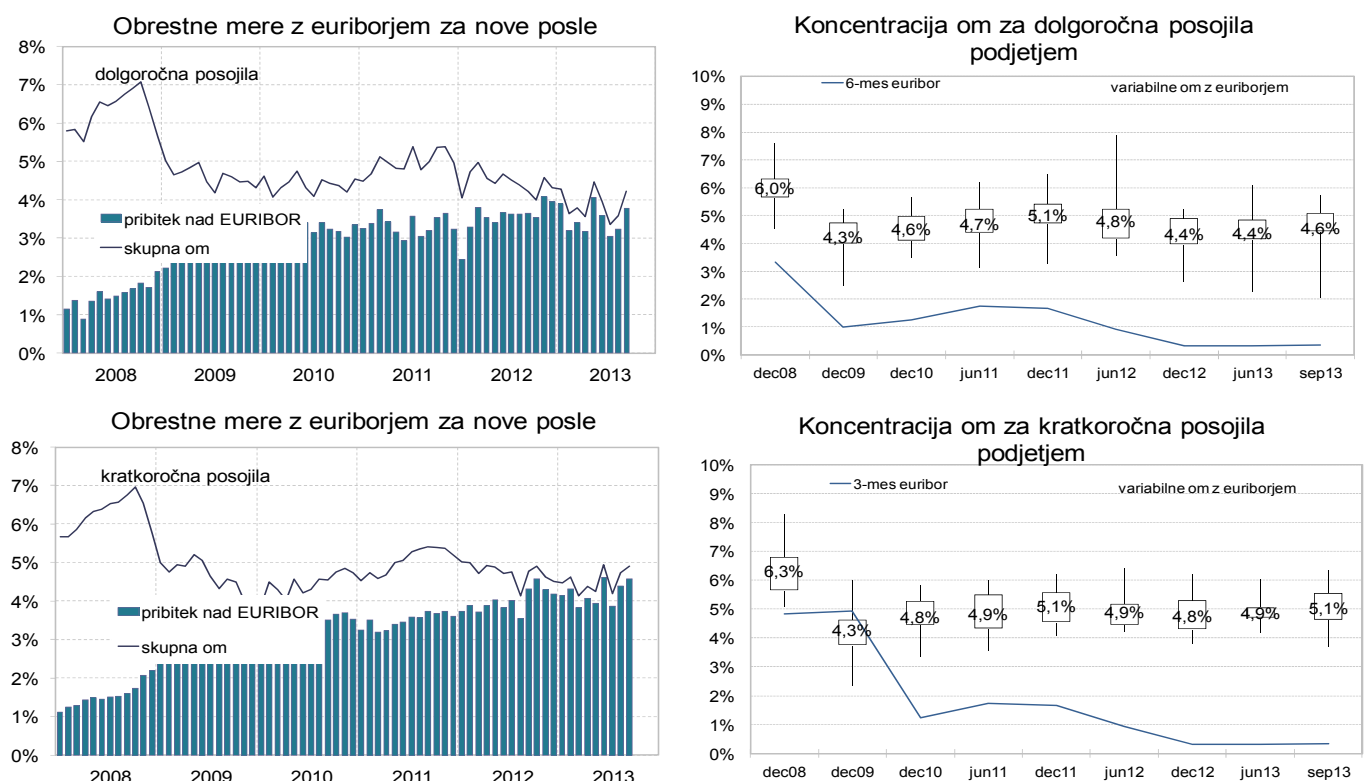 Obrestne mere z euriborjem za nove posle
8%
7%
6%
5%
4%
3%
2%
1%
0%
dolgoročna posojila
pribitek nad EURIBOR
skupna om
2008 2009 2010 2011 2012 2013
Koncentracija om za dolgoročna posojila
podjetjem
10%
9%
8%
7%
6%
5%
4%
3%
2%
1%
0%
6-mes euribor
variabilne om z euriborjem
6,0% 4,3% 4,6% 4,7% 5,1% 4,8% 4,4% 4,4% 4,6%
dec08 dec09 dec10 jun11 dec11 jun12 dec12 jun13 sep13
Obrestne mere z euriborjem za nove posle
8%
7%
6%
5%
4%
3%
2%
1%
0%
kratkoročna posojila
pribitek nad EURIBOR
skupna om
2008 2009 2010 2011 2012 2013
Koncentracija om za kratkoročna posojila
podjetjem
10%
9%
8%
7%
6%
5%
4%
3%
2%
1%
0%
3-mes euribor
variabilne om z euriborjem
6,3% 4,3% 4,8% 4,9% 5,1% 4,9% 4,8% 4,9% 5,1%
dec08 dec09 dec10 jun11 dec11 jun12 dec12 jun13 sep13